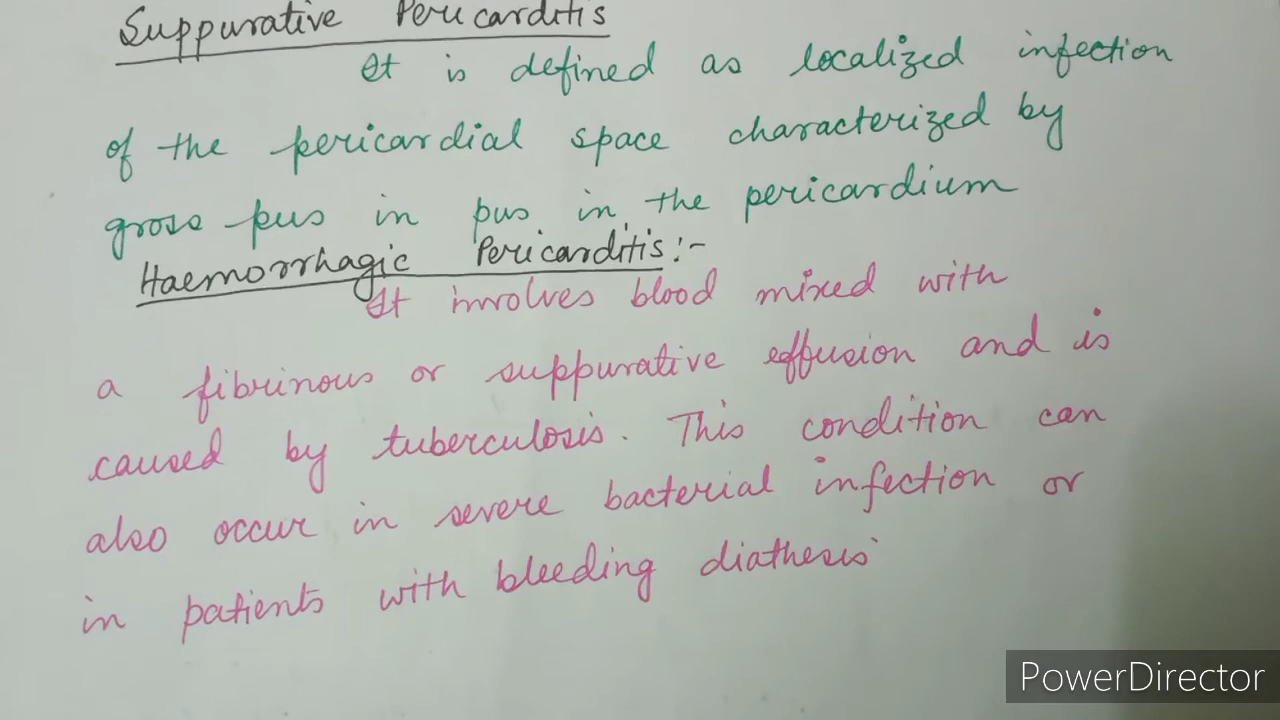 Suppurative Pericarditis
It is defined as localized infection
of the pericardial space characterized by
gross pus in pus in the pericardium
Haemorrhagic Pericarditis:-
It involves blood mixed with
a fibrinous or suppurative effusion and is
caused by tuberculosis. This condition can
also occur in severe bacterial infection or
in patients with bleeding diathesis
PowerDirector